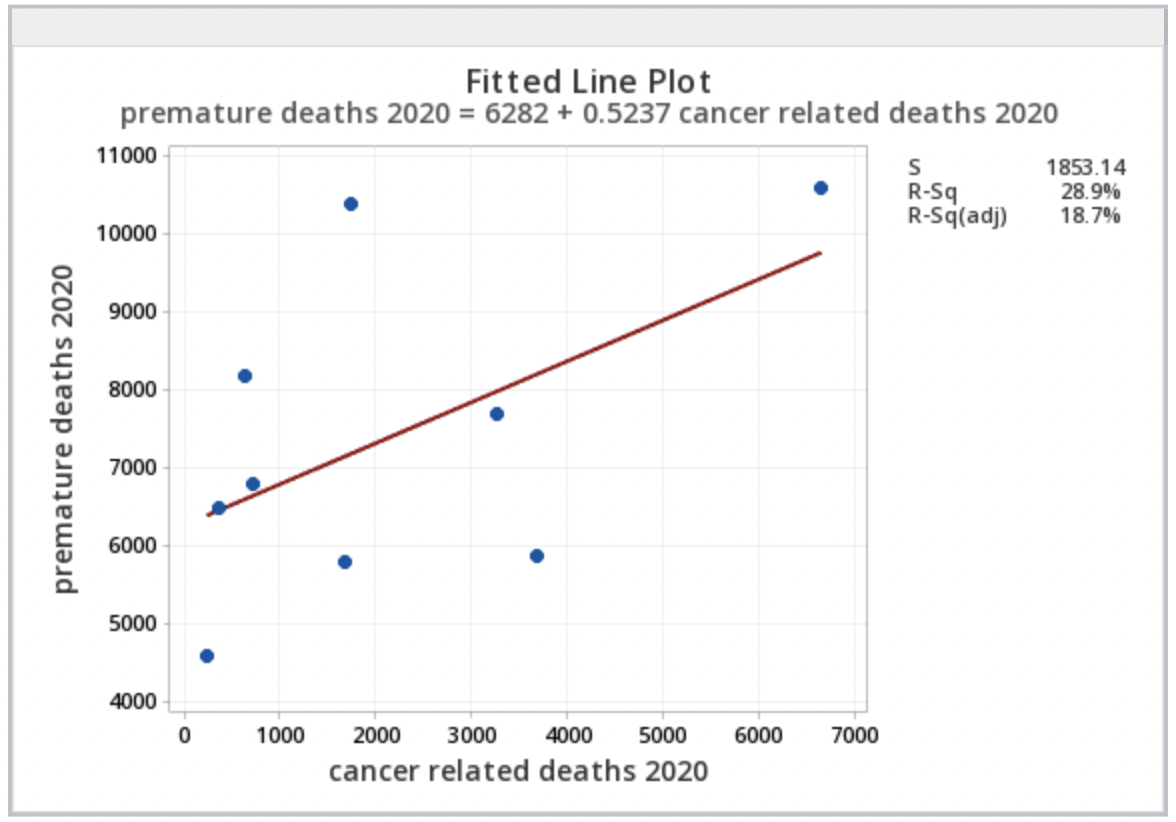 Fitted Line Plot
premature deaths 2020 = 6282 + 0.5237 cancer related deaths 2020
S 1853.14
R-Sq 28.9%
R-Sq(adj) 18.7%
premature deaths 2020
11000
10000
9000
8000
7000
6000
5000
4000
0 1000 2000 3000 4000 5000 6000 7000
cancer related deaths 2020